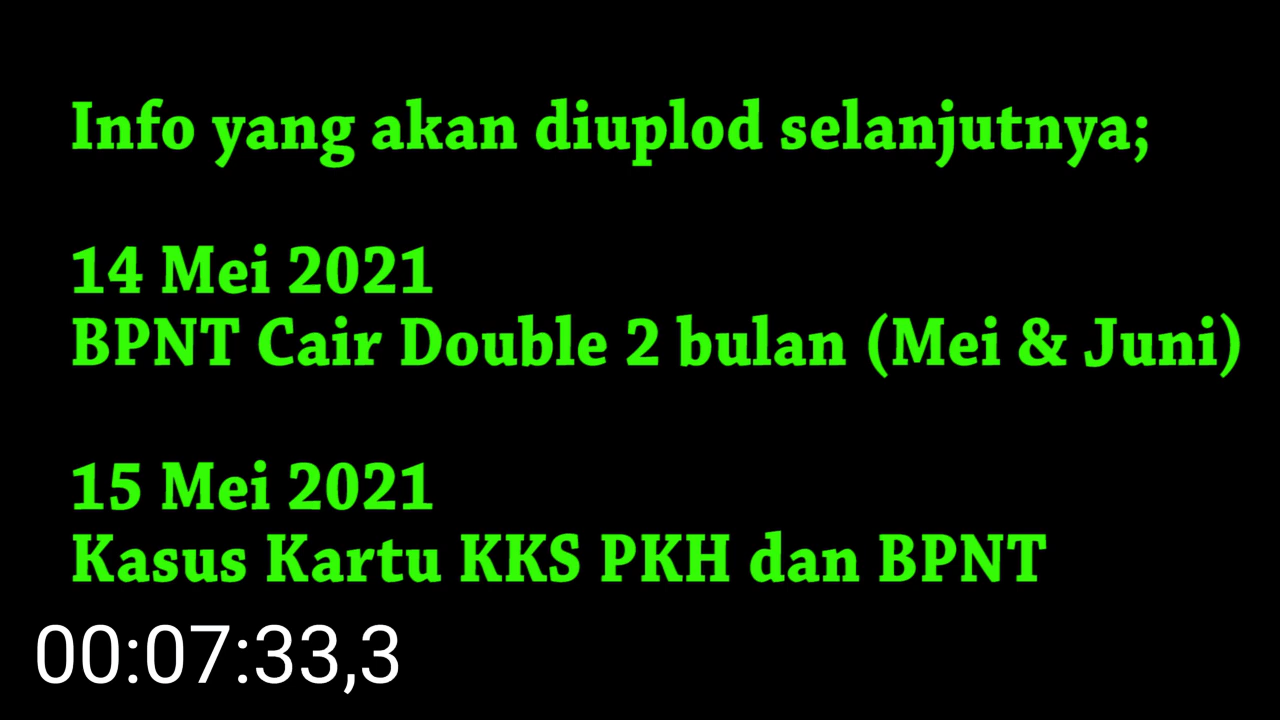 Info yang akan diuplod selanjutnya;
14 Mei 2021
BPNT Cair Double 2 bulan (Mei & Juni)
15 Mei 2021
Kasus Kartu KKS PKH dan BPNT
00:07:33,3